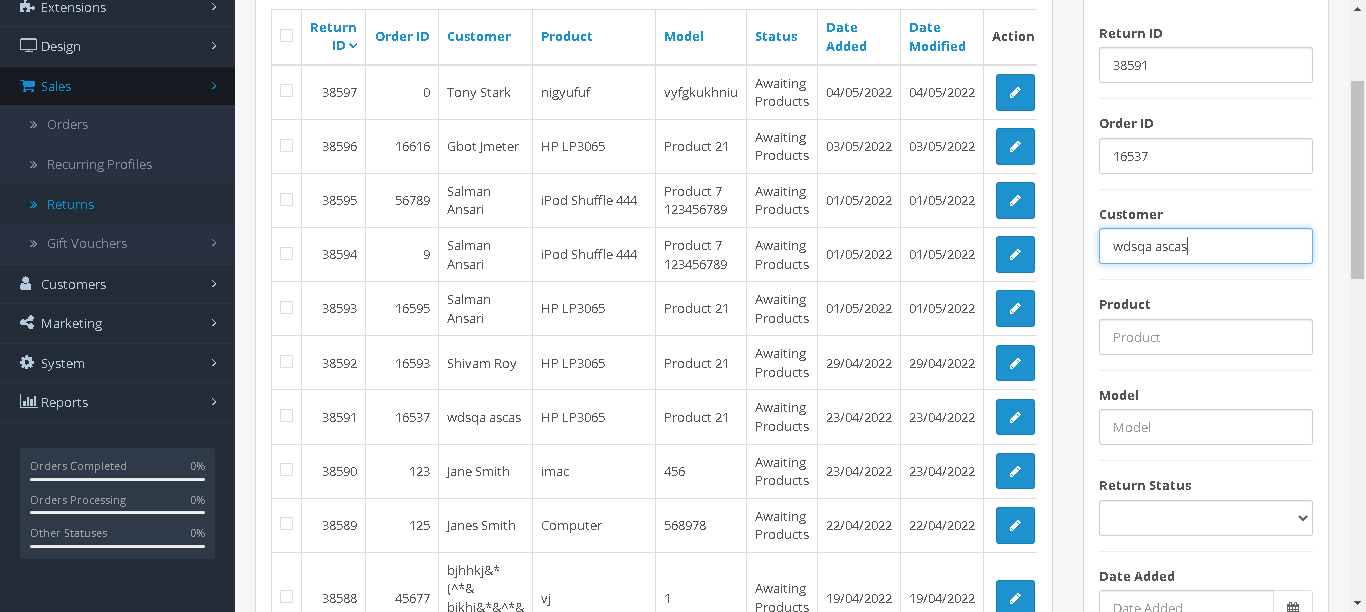 Extensions
Design
Sales
Orders
Recurring Profiles
Returns
Gift Vouchers
Customers
Marketing
System
Reports
Orders Completed 0%
Orders Processing 0%
Other Statuses 0%
Return ID Order ID Customer Product Model Status Date Added Date Modified Action
38597 0 Tony Stark nigyufuf vyfgkukhniu Awaiting Products 04/05/2022 04/05/2022
38596 16616 Gbot Jmeter HP LP3065 Product 21 Awaiting Products 03/05/2022 03/05/2022
38595 56789 Salman Ansari iPod Shuffle 444 Product 7 123456789 Awaiting Products 01/05/2022 01/05/2022
38594 9 Salman Ansari iPod Shuffle 444 Product 7 123456789 Awaiting Products 01/05/2022 01/05/2022
38593 16595 Salman Ansari HP LP3065 Product 21 Awaiting Products 01/05/2022 01/05/2022
38592 16593 Shivam Roy HP LP3065 Product 21 Awaiting Products 29/04/2022 29/04/2022
38591 16537 wdsqa ascas HP LP3065 Product 21 Awaiting Products 23/04/2022 23/04/2022
38590 123 Jane Smith imac 456 Awaiting Products 23/04/2022 23/04/2022
38589 125 Janes Smith Computer 568978 Awaiting Products 22/04/2022 22/04/2022
38588 45677 bjhhkj&* (^*& bjkhj&*&^*& vj 1 Awaiting Products 19/04/2022 19/04/2022
Return ID
38591
Order ID
16537
Customer
wdsqa ascas
Product
Product
Model
Model
Return Status
Date Added
Date Added